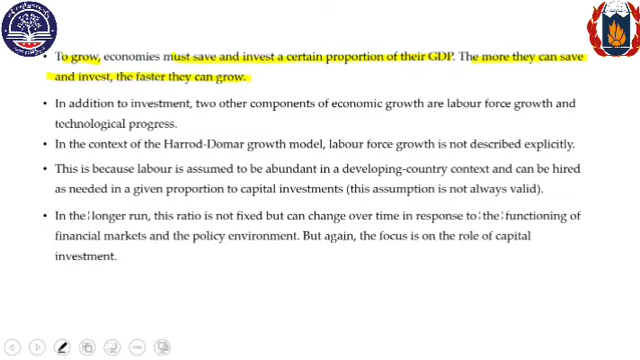 • To grow, economies must save and invest a certain proportion of their GDP. The more they can save
and invest, the faster they can grow.
• In addition to investment, two other components of economic growth are labour force growth and
technological progress.
• In the context of the Harrod-Domar growth model, labour force growth is not described explicitly.
• This is because labour is assumed to be abundant in a developing-country context and can be hired
as needed in a given proportion to capital investments (this assumption is not always valid).
• In the longer run, this ratio is not fixed but can change over time in response to the functioning of
financial markets and the policy environment. But again, the focus is on the role of capital
investment.